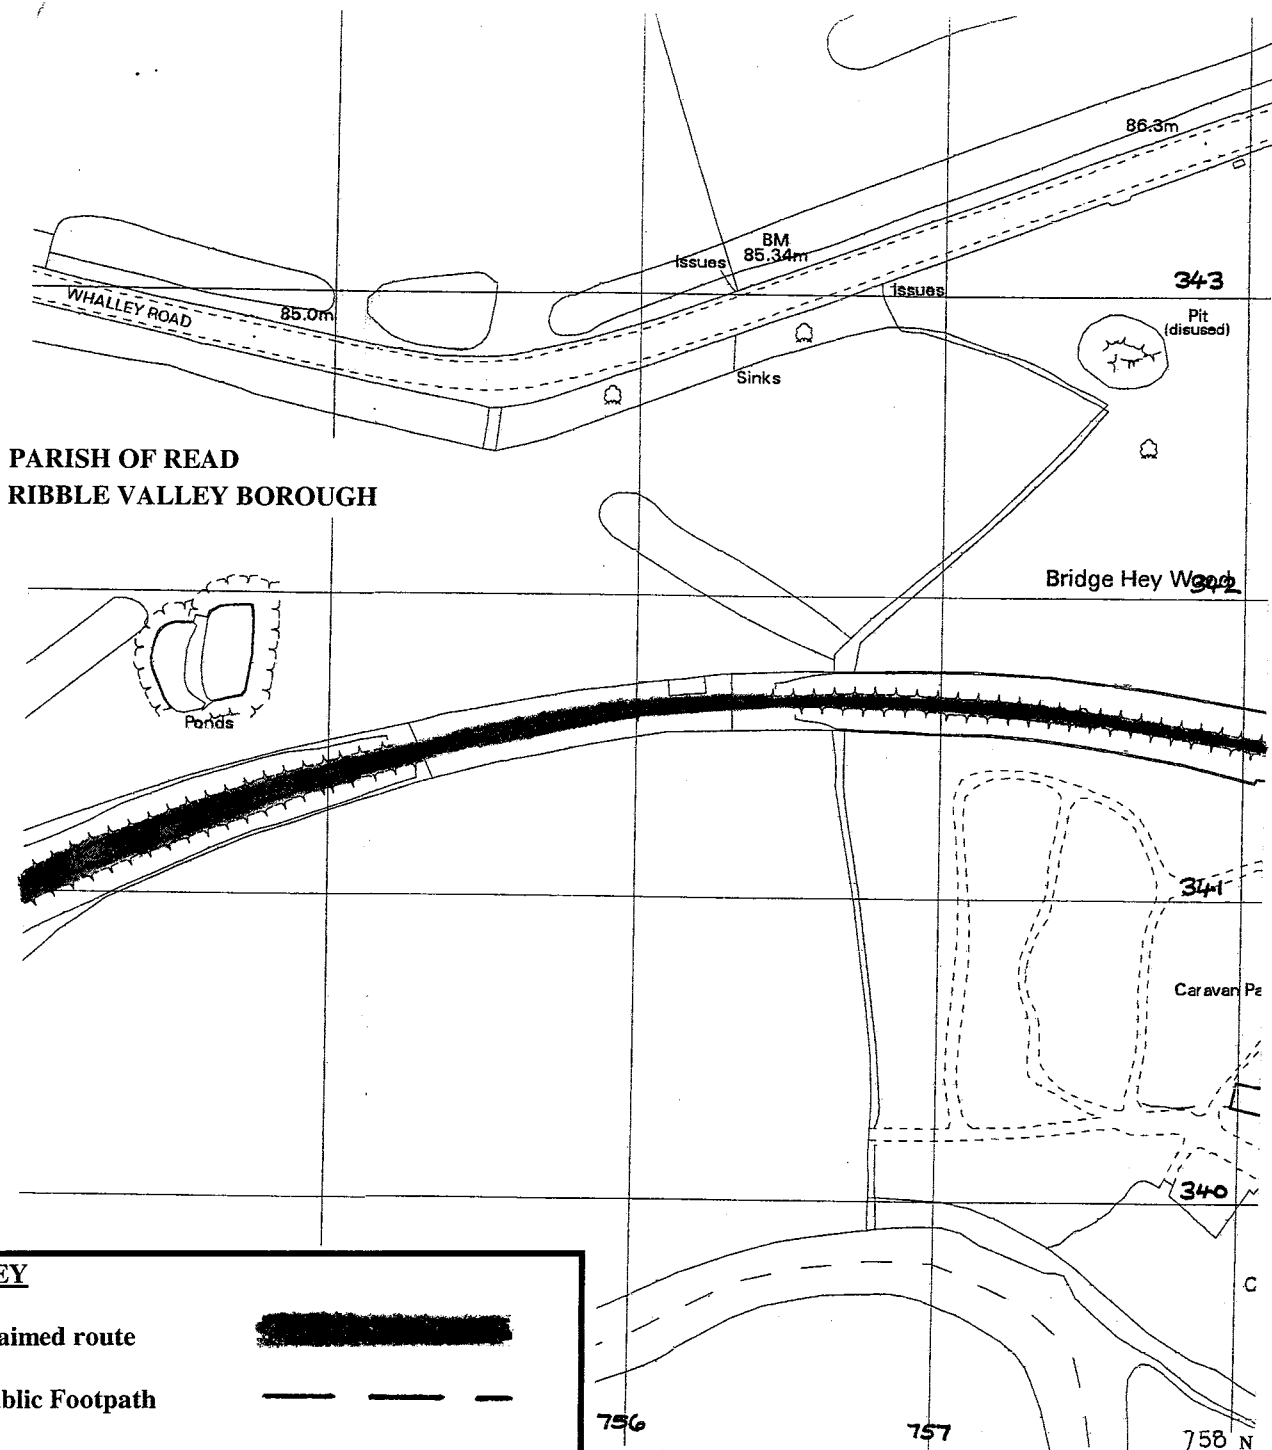 86.3m
BM
85.34m
Issues
343
Issues
Pit
(disused)
WHALLEY ROAD
85.0m
Sinks
PARISH OF READ
RIBBLE VALLEY BOROUGH
Bridge Hey Wood
342
Ponds
341
Caravan Pa
340
EY
C
aimed route
blic Footpath
756
757
758 N